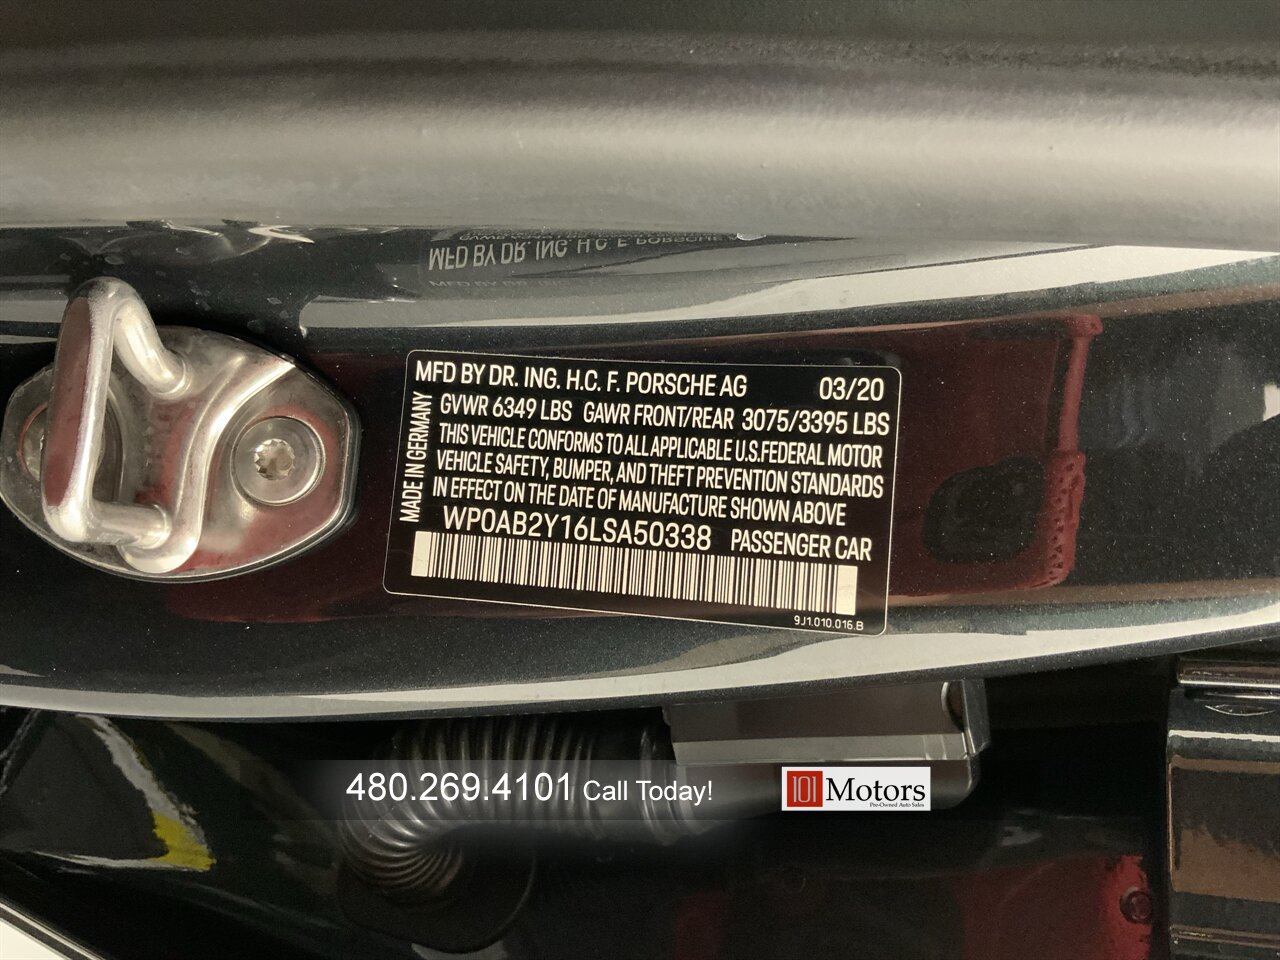 MFD BY DR. ING. H.C. F. PORSCHE AG
MFD BY DR. ING. H.C. F. PORSCHE AG 03/20
GVWR 6349 LBS GAWR FRONT/REAR 3075/3395 LBS
THIS VEHICLE CONFORMS TO ALL APPLICABLE U.S.FEDERAL MOTOR
VEHICLE SAFETY, BUMPER, AND THEFT PREVENTION STANDARDS
IN EFFECT ON THE DATE OF MANUFACTURE SHOWN ABOVE
WP0AB2Y16LSA50338 PASSENGER CAR
MADE IN GERMANY
9J1.010.016.B
480.269.4101 Call Today!
101 Motors
Pre-Owned Auto Sales